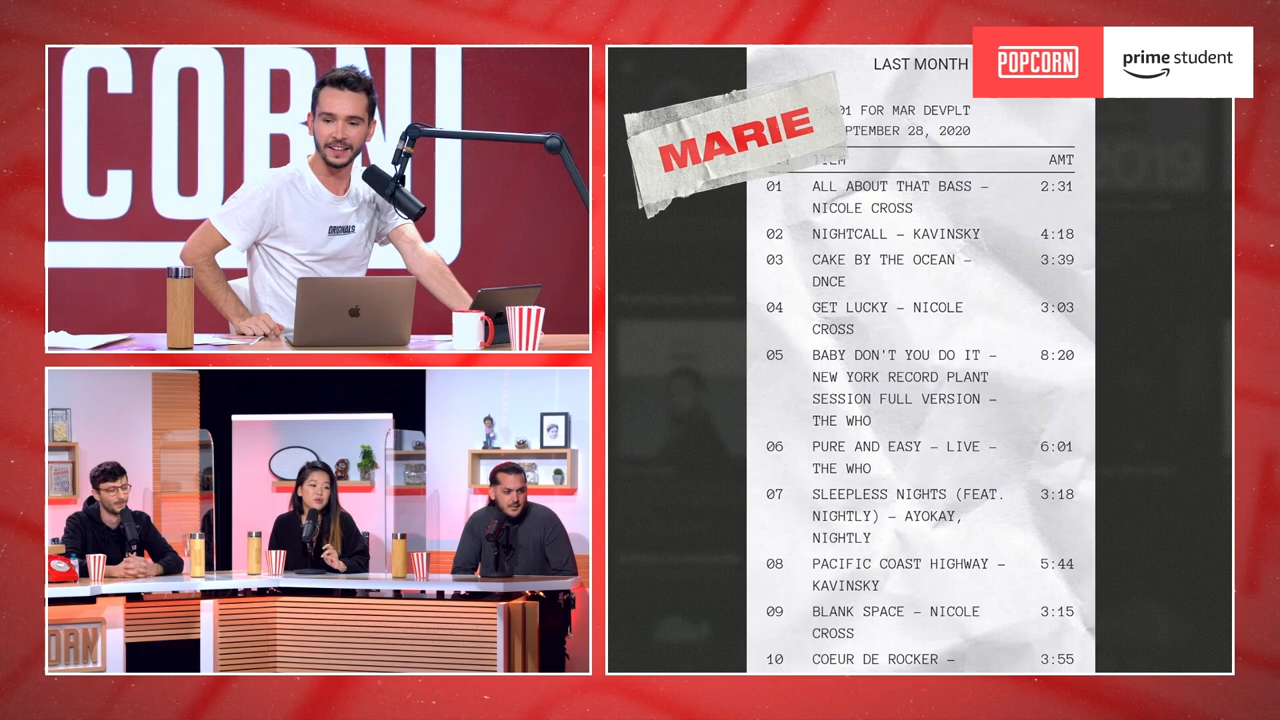 CORN
ORIGINALS
ORN
POPCORN
prime student
LAST MONTH
MARIE
01 FOR MAR DEVPLT
PTEMBER 28, 2020
AMT
01 ALL ABOUT THAT BASS – 2:31
NICOLE CROSS
02 NIGHTCALL – KAVINSKY 4:18
03 CAKE BY THE OCEAN – 3:39
DNCE
04 GET LUCKY – NICOLE 3:03
CROSS
05 BABY DON'T YOU DO IT – 8:20
NEW YORK RECORD PLANT
SESSION FULL VERSION –
THE WHO
06 PURE AND EASY – LIVE – 6:01
THE WHO
07 SLEEPLESS NIGHTS (FEAT. 3:18
NIGHTLY) – AYOKAY,
NIGHTLY
08 PACIFIC COAST HIGHWAY – 5:44
KAVINSKY
09 BLANK SPACE – NICOLE 3:15
CROSS
10 COEUR DE ROCKER – 3:55